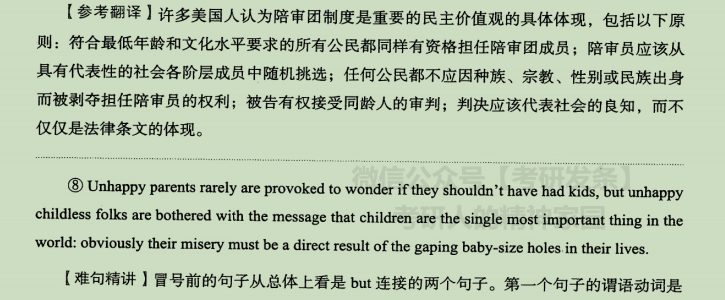 【参考翻译】许多美国人认为陪审团制度是重要的民主价值观的具体体现，包括以下原
则：符合最低年龄和文化水平要求的所有公民都同样有资格担任陪审团成员；陪审员应该从
具有代表性的社会各阶层成员中随机挑选；任何公民都不应因种族、宗教、性别或民族出身
而被剥夺担任陪审员的权利；被告有权接受同龄人的审判；判决应该代表社会的良知，而不
仅仅是法律条文的体现。
微信公众号【考研发条】
⑧ Unhappy parents rarely are provoked to wonder if they shouldn't have had kids, but unhappy
childless folks are bothered with the message that children are the single most important thing in the
考研人的精神家园
world: obviously their misery must be a direct result of the gaping baby-size holes in their lives.
【难句精讲】冒号前的句子从总体上看是 but 连接的两个句子。第一个句子的谓语动词是